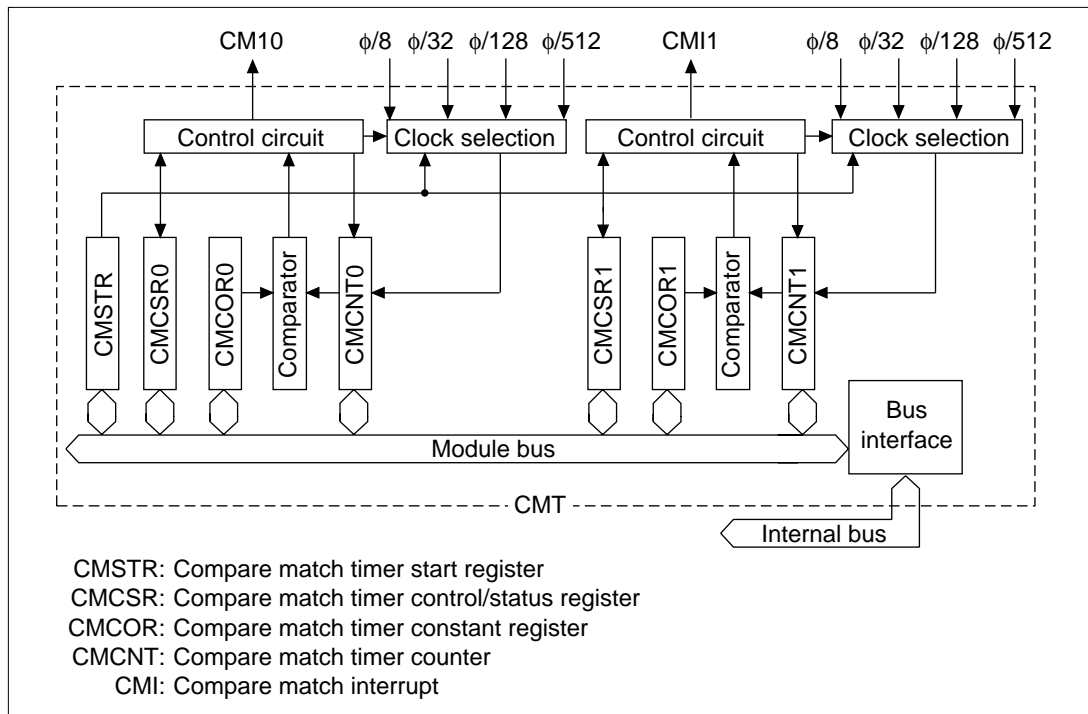 CM10 ϕ/8 ϕ/32 ϕ/128 ϕ/512 CMI1 ϕ/8 ϕ/32 ϕ/128 ϕ/512
Control circuit Clock selection Control circuit Clock selection
CMSTR
CMCSR0
CMCOR0
Comparator
CMCNT0
CMCSR1
CMCOR1
Comparator
CMCNT1
Bus
interface
Module bus
CMT
Internal bus
CMSTR: Compare match timer start register
CMCSR: Compare match timer control/status register
CMCOR: Compare match timer constant register
CMCNT: Compare match timer counter
CMI: Compare match interrupt